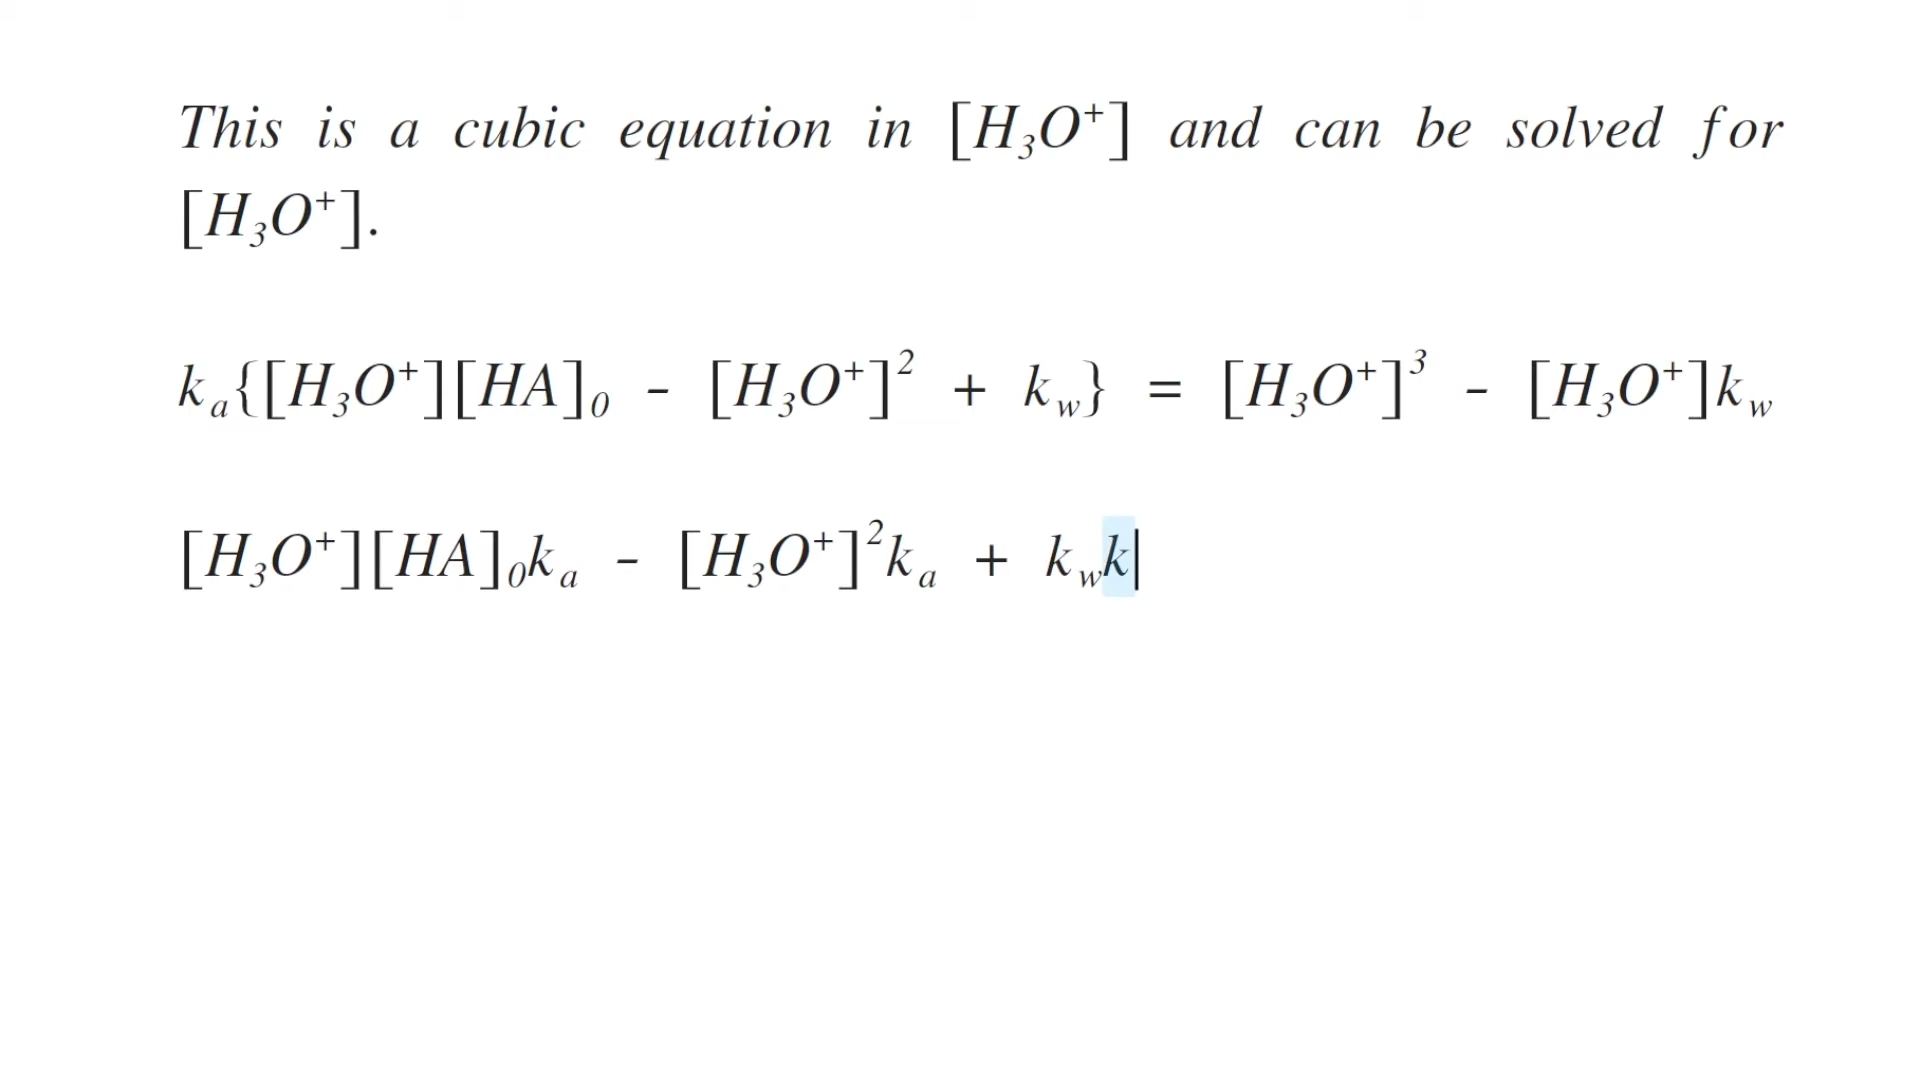 This is a cubic equation in [H₃O⁺] and can be solved for
[H₃O⁺].
kₐ{[H₃O⁺][HA]₀ - [H₃O⁺]² + k_w} = [H₃O⁺]³ - [H₃O⁺]k_w
[H₃O⁺][HA]₀kₐ - [H₃O⁺]²kₐ + k_wk